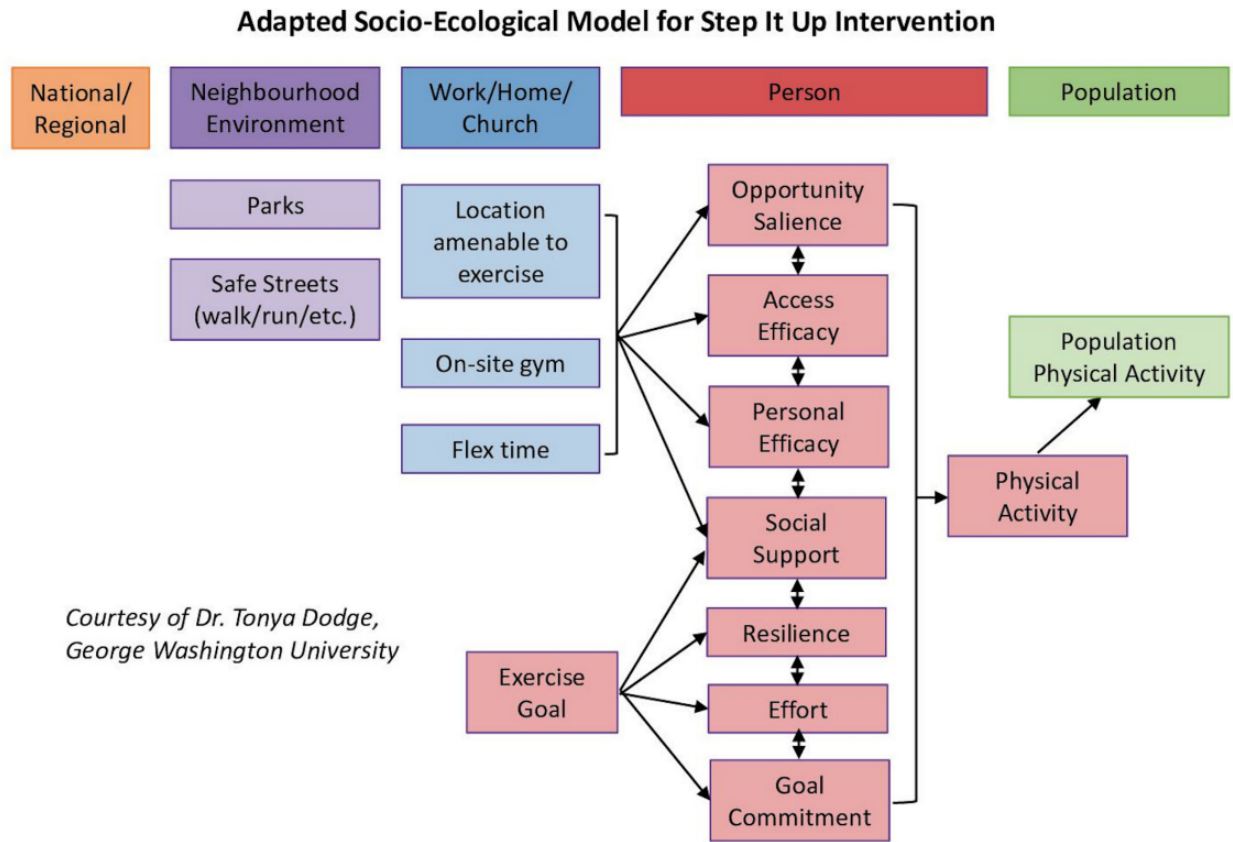 Adapted Socio-Ecological Model for Step It Up Intervention
National/
Regional
Neighbourhood
Environment
Work/Home/
Church
Person
Population
Parks
Safe Streets
(walk/run/etc.)
Location
amenable to
exercise
On-site gym
Flex time
Opportunity
Salience
Access
Efficacy
Personal
Efficacy
Social
Support
Resilience
Effort
Goal
Commitment
Exercise
Goal
Physical
Activity
Population
Physical Activity
Courtesy of Dr. Tonya Dodge,
George Washington University